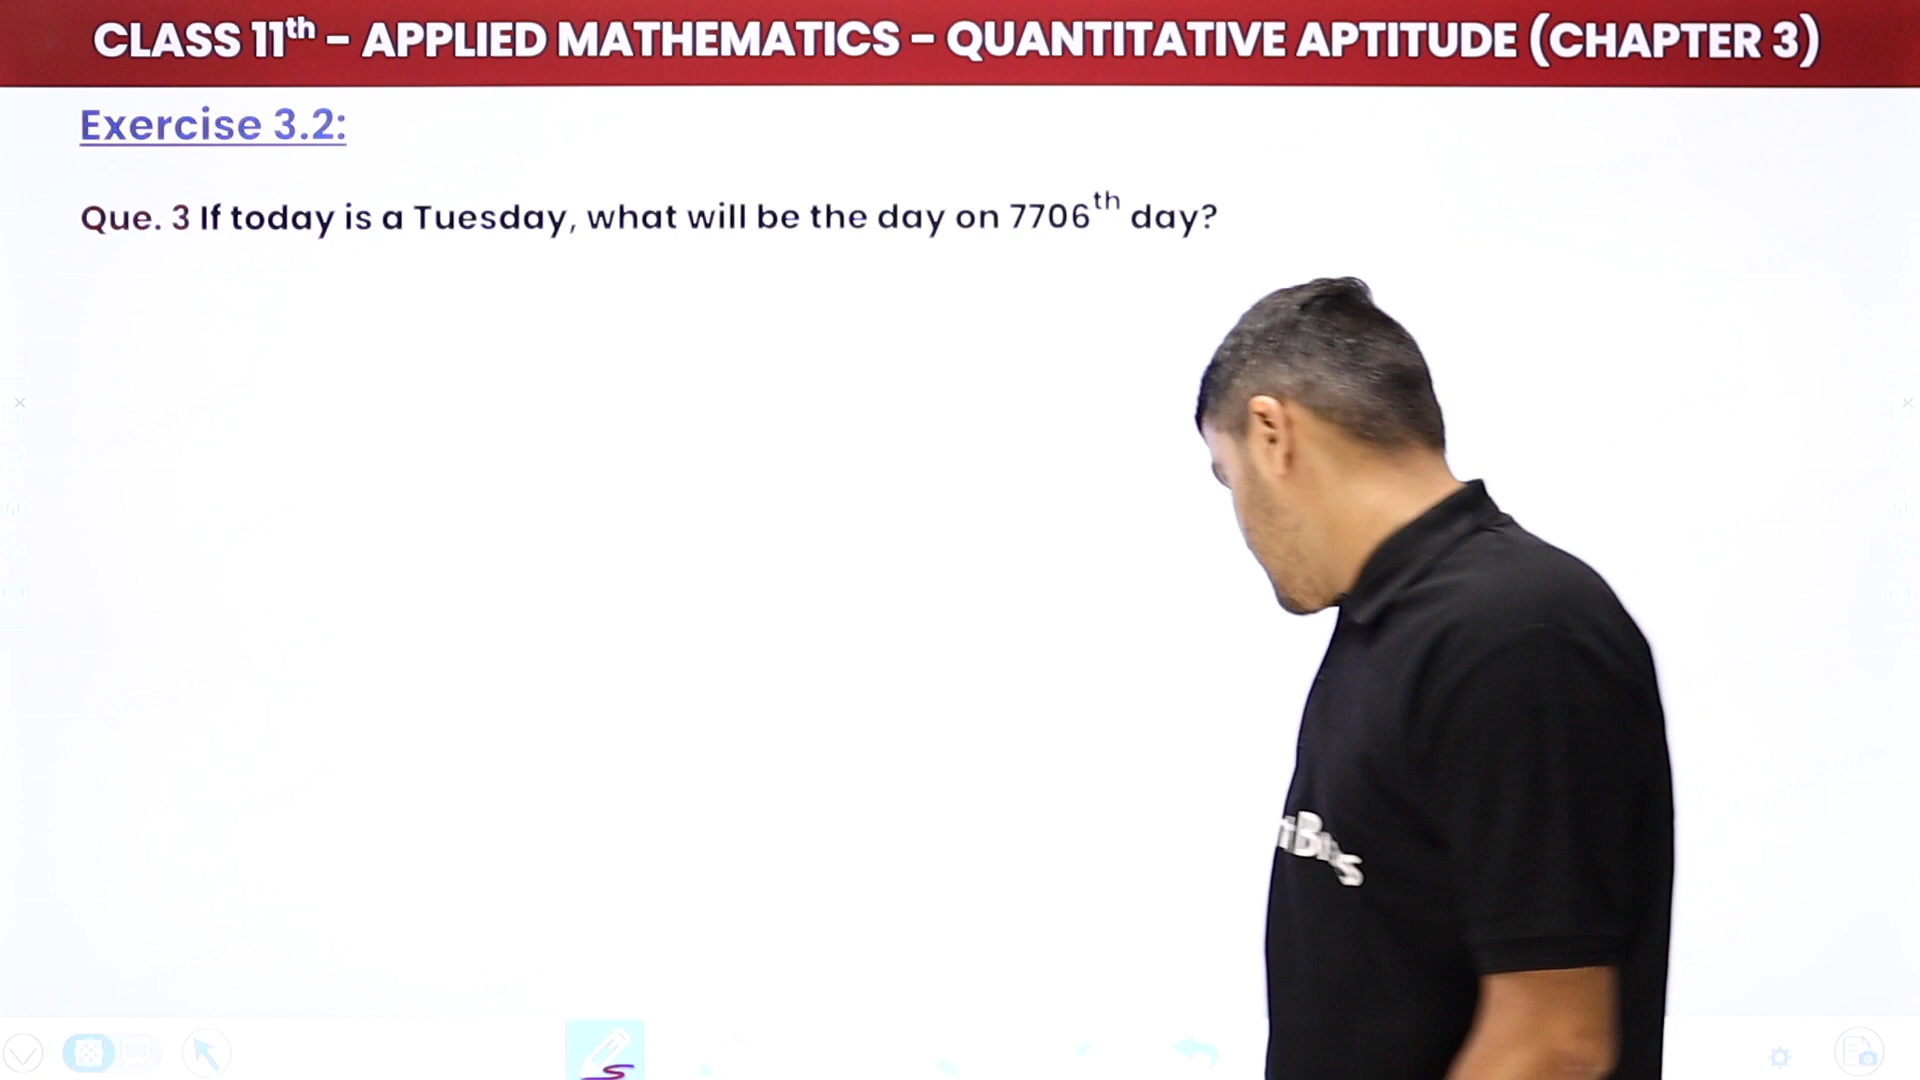 CLASS 11th - APPLIED MATHEMATICS - QUANTITATIVE APTITUDE (CHAPTER 3)
Exercise 3.2:
Que. 3 If today is a Tuesday, what will be the day on 7706th day?